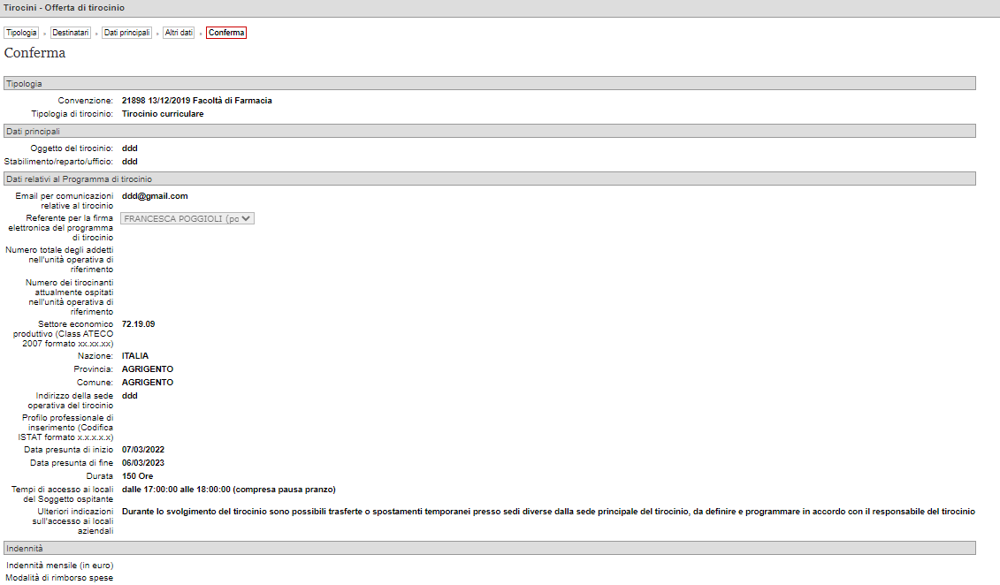 Tirocini - Offerta di tirocinio
Tipologia Destinatari Dati principali Altri dati Conferma
Conferma
Tipologia
Convenzione: 21898 13/12/2019 Facoltà di Farmacia
Tipologia di tirocinio: Tirocinio curriculare
Dati principali
Oggetto del tirocinio: ddd
Stabilimento/reparto/ufficio: ddd
Dati relativi al Programma di tirocinio
Email per comunicazioni ddd@gmail.com
relative al tirocinio
Referente per la firma FRANCESCA POGGIOLI (po
elettronica del programma
di tirocinio
Numero totale degli addetti
nell'unità operativa di
riferimento
Numero dei tirocinanti
attualmente ospitati
nell'unità operativa di
riferimento
Settore economico 72.19.09
produttivo (Class ATECO
2007 formato xx.xx.xx)
Nazione: ITALIA
Provincia: AGRIGENTO
Comune: AGRIGENTO
Indirizzo della sede ddd
operativa del tirocinio
Profilo professionale di
inserimento (Codifica
ISTAT formato x.x.x.x.x)
Data presunta di inizio 07/03/2022
Data presunta di fine 06/03/2023
Durata 150 Ore
Tempi di accesso ai locali dalle 17:00:00 alle 18:00:00 (compresa pausa pranzo)
del Soggetto ospitante
Ulteriori indicazioni Durante lo svolgimento del tirocinio sono possibili trasferte o spostamenti temporanei presso sedi diverse dalla sede principale del tirocinio, da definire e programmare in accordo con il responsabile del tirocinio
sull'accesso ai locali
aziendali
Indennità
Indennità mensile (in euro)
Modalità di rimborso spese